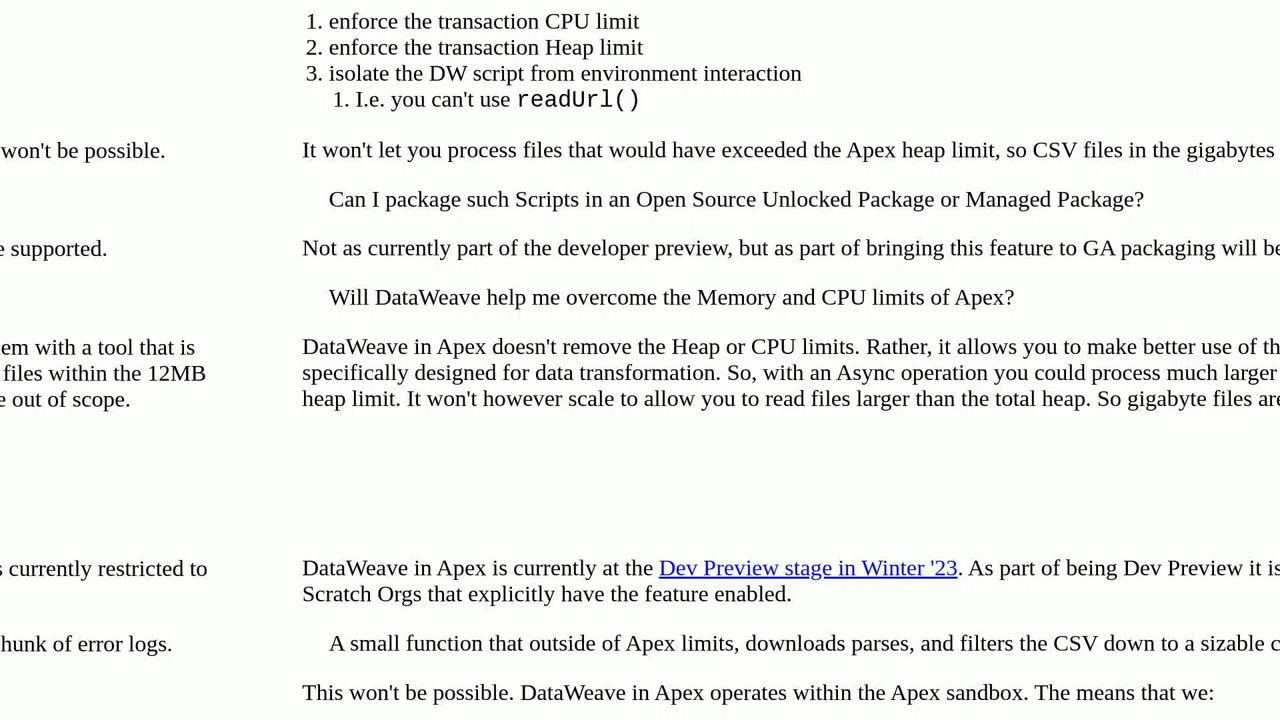 won't be possible.
e supported.
em with a tool that is
files within the 12MB
e out of scope.
s currently restricted to
hunk of error logs.
1. enforce the transaction CPU limit
2. enforce the transaction Heap limit
3. isolate the DW script from environment interaction
1. I.e. you can't use readUrl()
It won't let you process files that would have exceeded the Apex heap limit, so CSV files in the gigabytes
Can I package such Scripts in an Open Source Unlocked Package or Managed Package?
Not as currently part of the developer preview, but as part of bringing this feature to GA packaging will be
Will DataWeave help me overcome the Memory and CPU limits of Apex?
DataWeave in Apex doesn't remove the Heap or CPU limits. Rather, it allows you to make better use of th
specifically designed for data transformation. So, with an Async operation you could process much larger
heap limit. It won't however scale to allow you to read files larger than the total heap. So gigabyte files are
DataWeave in Apex is currently at the Dev Preview stage in Winter '23. As part of being Dev Preview it is
Scratch Orgs that explicitly have the feature enabled.
A small function that outside of Apex limits, downloads parses, and filters the CSV down to a sizable c
This won't be possible. DataWeave in Apex operates within the Apex sandbox. The means that we: